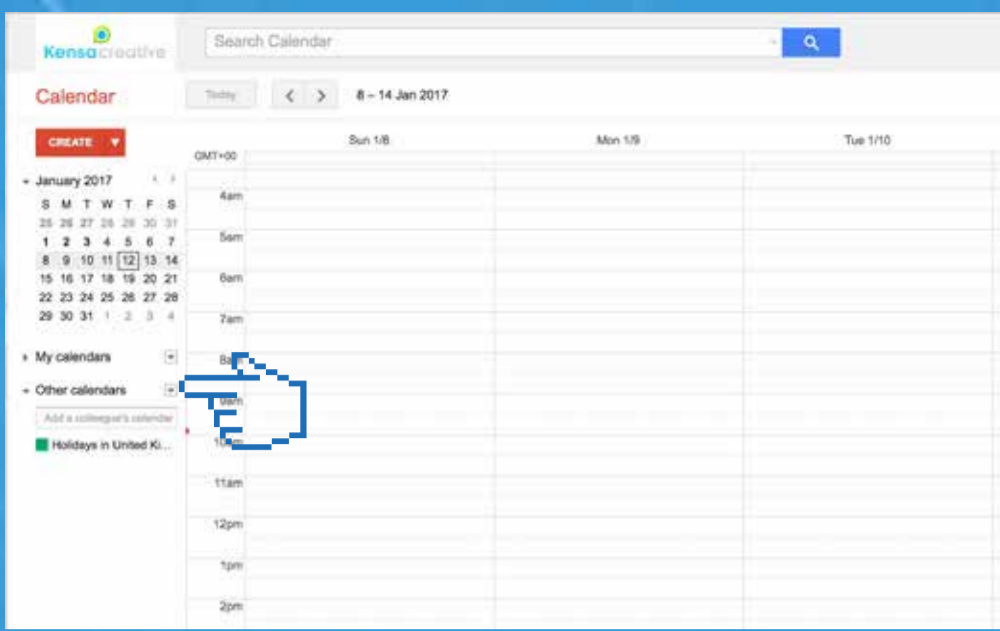 Kensacreative
Search Calendar
Calendar
Today
8 – 14 Jan 2017
CREATE
Sun 1/8
Mon 1/9
Tue 1/10
GMT+00
January 2017
S M T W T F S
25 26 27 28 29 30 31
1 2 3 4 5 6 7
8 9 10 11 12 13 14
15 16 17 18 19 20 21
22 23 24 25 26 27 28
29 30 31 1 2 3 4
My calendars
Other calendars
Add a colleague's calendar
Holidays in United Ki...
4am
5am
6am
7am
8am
9am
10am
11am
12pm
1pm
2pm